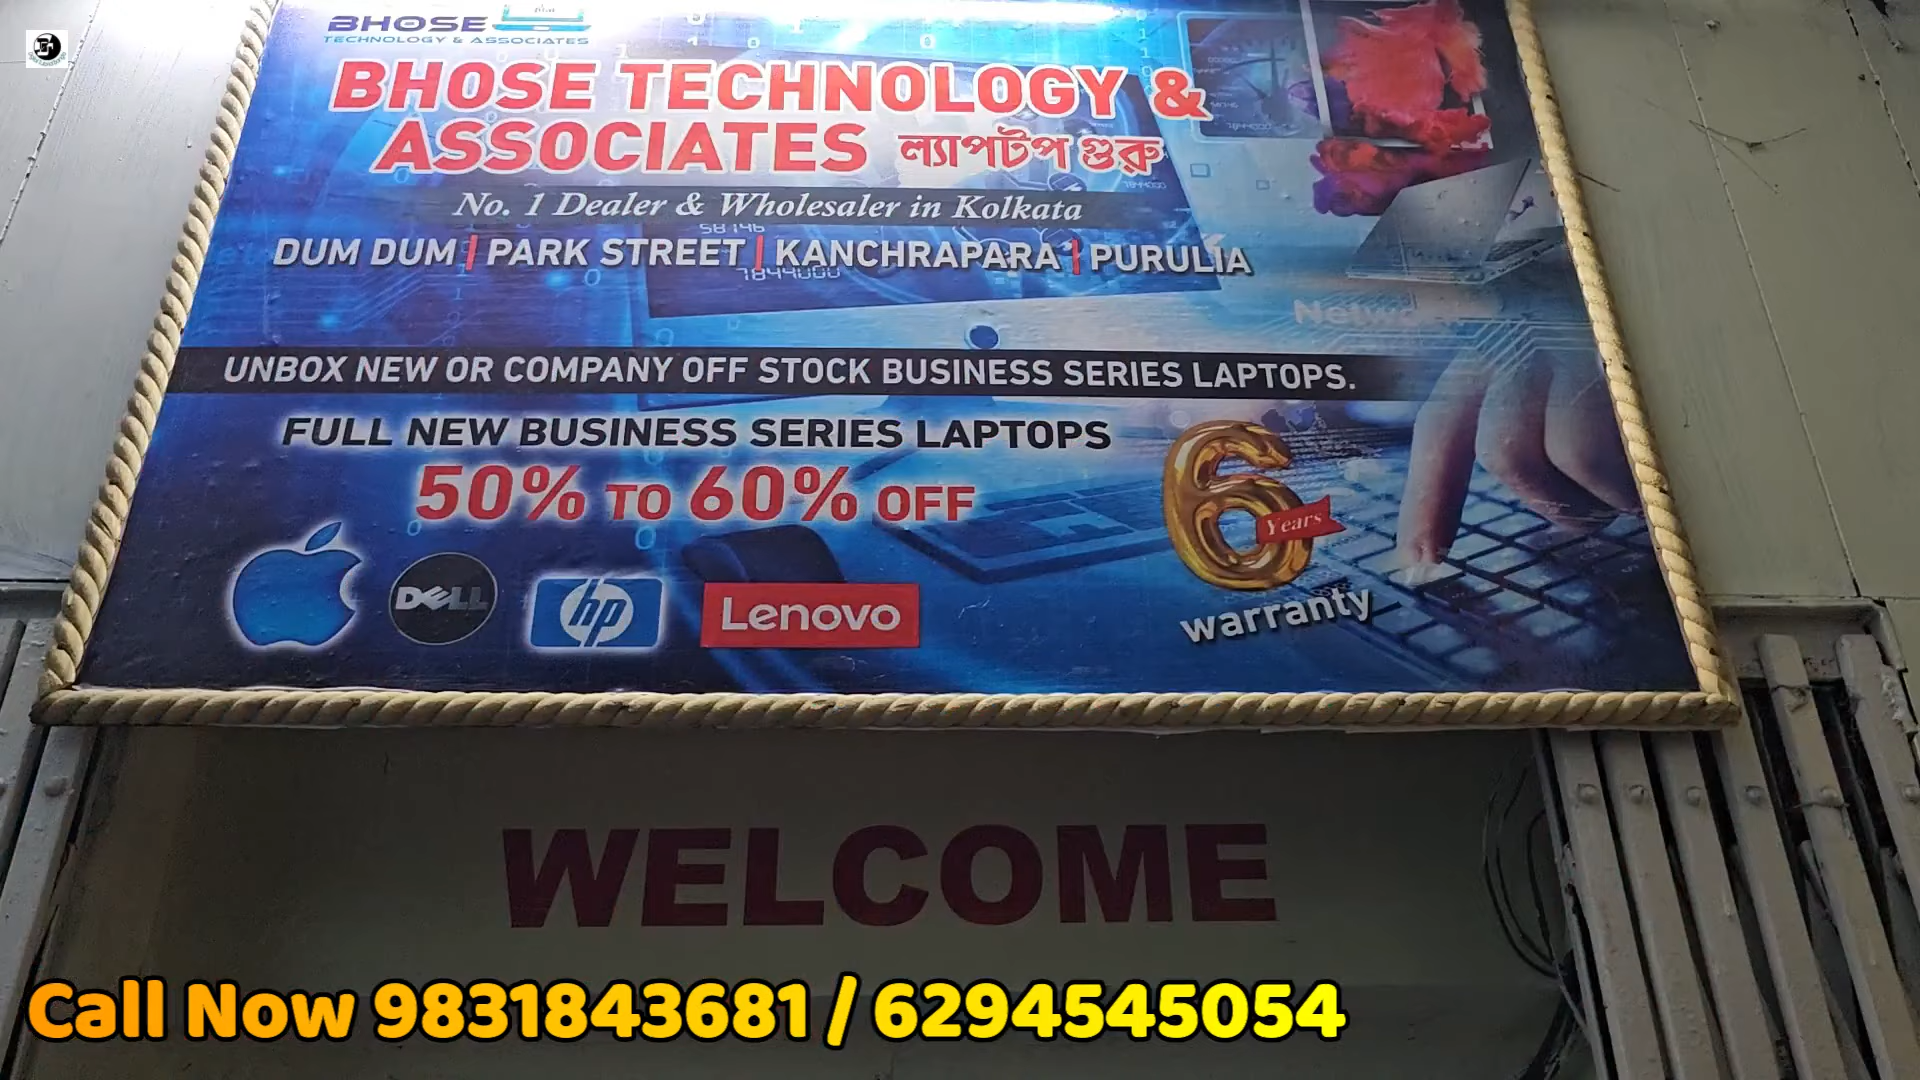 BHOSE
TECHNOLOGY & ASSOCIATES
BHOSE TECHNOLOGY &
ASSOCIATES ল্যাপটপ গুরু
No. 1 Dealer & Wholesaler in Kolkata
DUM DUM | PARK STREET | KANCHRAPARA | PURULIA
UNBOX NEW OR COMPANY OFF STOCK BUSINESS SERIES LAPTOPS.
FULL NEW BUSINESS SERIES LAPTOPS
50% TO 60% OFF
DELL
hp
Lenovo
6 Years
warranty
WELCOME
Call Now 9831843681 / 6294545054